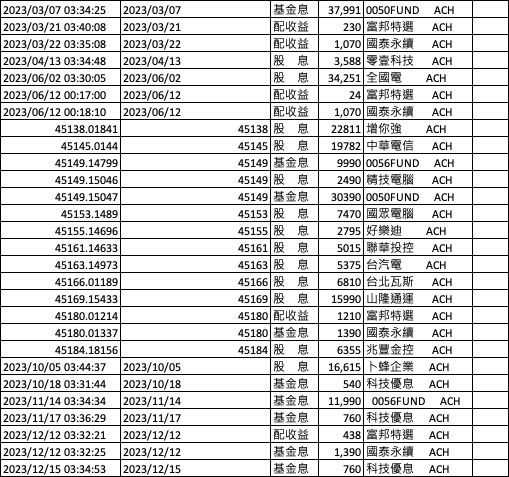 2023/03/07 03:34:25 2023/03/07 基金息 37,991 0050FUND ACH
2023/03/21 03:40:08 2023/03/21 配收益 230 富邦特選 ACH
2023/03/22 03:35:08 2023/03/22 配收益 1,070 國泰永續 ACH
2023/04/13 03:34:48 2023/04/13 股 息 3,588 零壹科技 ACH
2023/06/02 03:30:05 2023/06/02 股 息 34,251 全國電 ACH
2023/06/12 00:17:00 2023/06/12 配收益 24 富邦特選 ACH
2023/06/12 00:18:10 2023/06/12 配收益 1,070 國泰永續 ACH
45138.01841 45138 股 息 22811 增你強 ACH
45145.0144 45145 股 息 19782 中華電信 ACH
45149.14799 45149 基金息 9990 0056FUND ACH
45149.15046 45149 股 息 2490 精技電腦 ACH
45149.15047 45149 基金息 30390 0050FUND ACH
45153.1489 45153 股 息 7470 國眾電腦 ACH
45155.14696 45155 股 息 2795 好樂迪 ACH
45161.14633 45161 股 息 5015 聯華投控 ACH
45163.14973 45163 股 息 5375 台汽電 ACH
45166.01189 45166 股 息 6810 台北瓦斯 ACH
45169.15433 45169 股 息 15990 山隆通運 ACH
45180.01214 45180 配收益 1210 富邦特選 ACH
45180.01337 45180 基金息 1390 國泰永續 ACH
45184.18156 45184 股 息 6355 兆豐金控 ACH
2023/10/05 03:44:37 2023/10/05 股 息 16,615 卜蜂企業 ACH
2023/10/18 03:31:44 2023/10/18 基金息 540 科技優息 ACH
2023/11/14 03:34:34 2023/11/14 基金息 11,990 0056FUND ACH
2023/11/17 03:36:29 2023/11/17 基金息 760 科技優息 ACH
2023/12/12 03:32:21 2023/12/12 配收益 438 富邦特選 ACH
2023/12/12 03:32:25 2023/12/12 基金息 1,390 國泰永續 ACH
2023/12/15 03:34:53 2023/12/15 基金息 760 科技優息 ACH